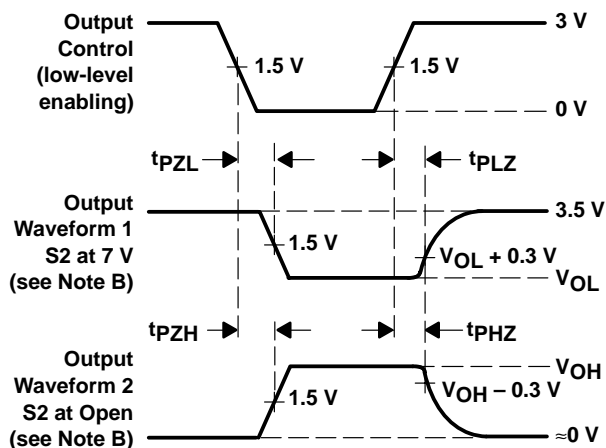 Output
Control
(low-level
enabling)
3 V
1.5 V
1.5 V
0 V
tPZL
tPLZ
Output
Waveform 1
S2 at 7 V
(see Note B)
3.5 V
1.5 V
VOL + 0.3 V
VOL
tPZH
tPHZ
Output
Waveform 2
S2 at Open
(see Note B)
VOH
1.5 V
VOH – 0.3 V
≈0 V